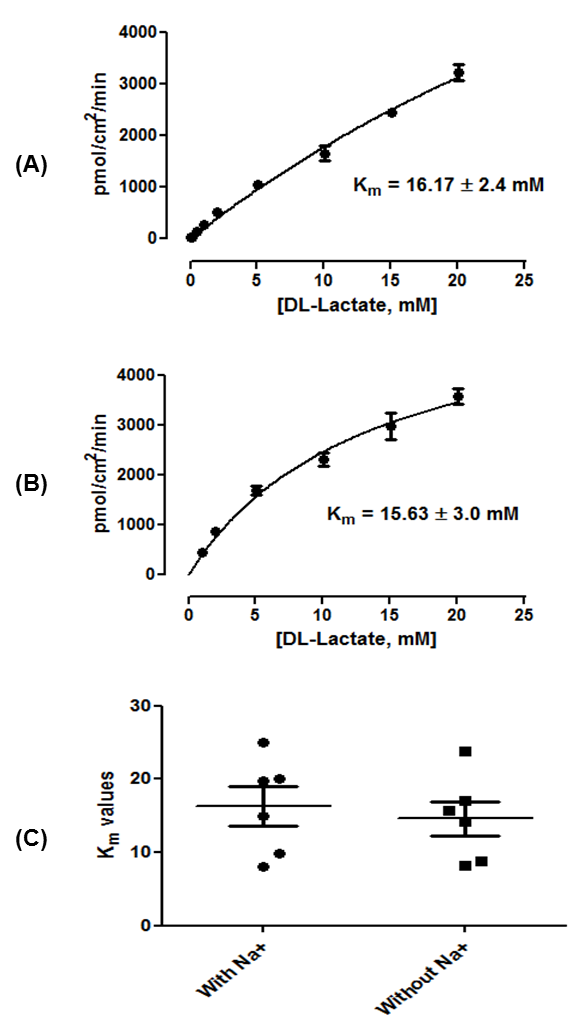 (A)
pmol/cm²/min
4000
3000
2000
1000
0
Kₘ = 16.17 ± 2.4 mM
0 5 10 15 20 25
[DL-Lactate, mM]
(B)
pmol/cm²/min
4000
3000
2000
1000
0
Kₘ = 15.63 ± 3.0 mM
0 5 10 15 20 25
[DL-Lactate, mM]
(C)
Kₘ values
30
20
10
0
With Na+
Without Na+